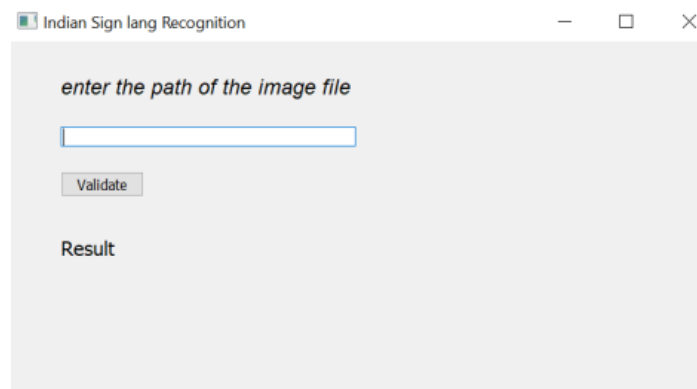 Indian Sign lang Recognition
enter the path of the image file
Validate
Result